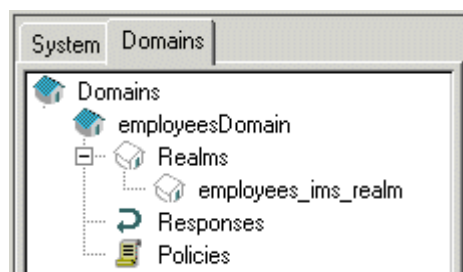 System Domains
Domains
employeesDomain
Realms
employees_ims_realm
Responses
Policies